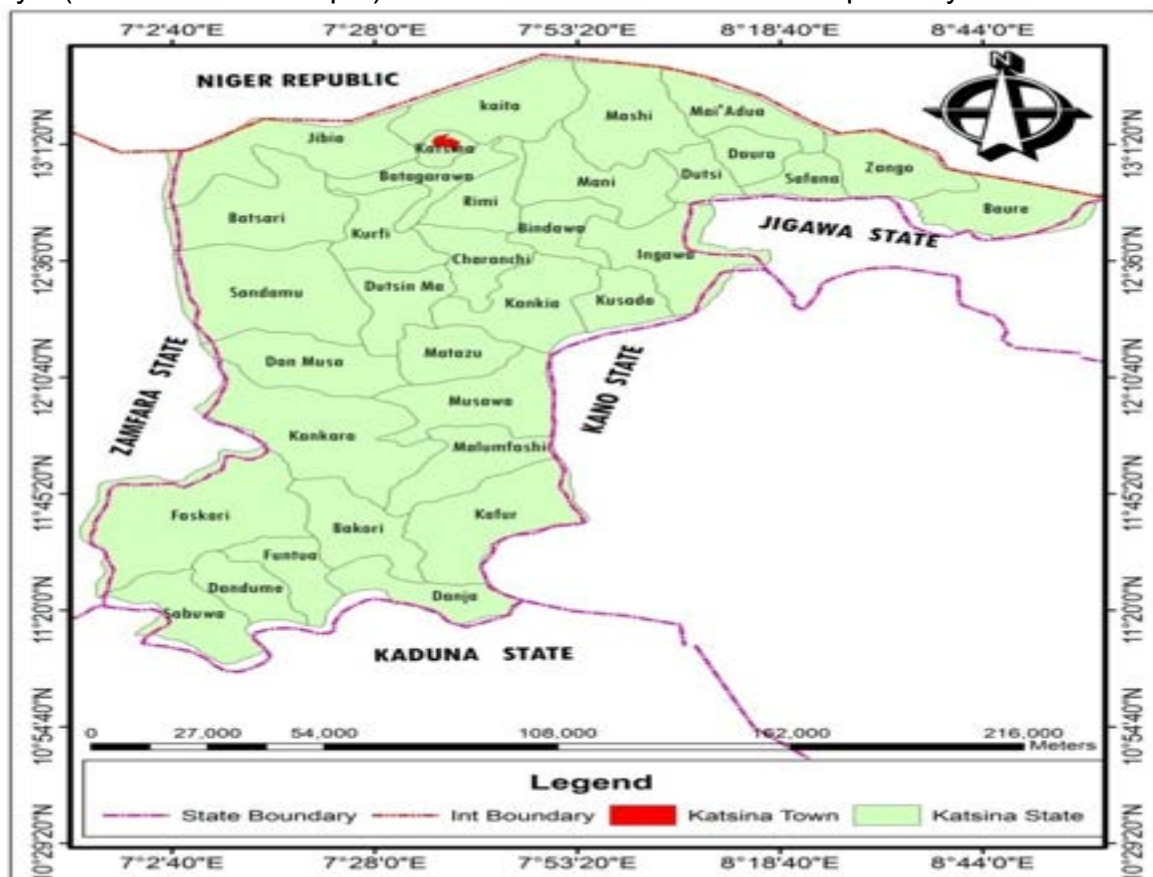 7°2'40"E 7°28'0"E 7°53'20"E 8°18'40"E 8°44'0"E
N
NIGER REPUBLIC
kaita
Mashi
Mai'Adua
Jibia
Katsina
13°1'20"N
13°1'20"N
Daura
Batagarawa
Mani
Dutsi
Safana
Zango
Rimi
Batsari
Baure
Kurfi
Bindawa
JIGAWA STATE
Ingawa
12°36'0"N
12°36'0"N
Charanchi
Sandamu
Dutsin Ma
Kankia
Kusada
Matazu
Dan Musa
12°10'40"N
12°10'40"N
ZAMFARA STATE
KANO STATE
Musawa
Kankara
Malumfashi
11°45'20"N
11°45'20"N
Faskari
Bakori
Kafur
Funtua
Dandume
Danja
Sabuwa
11°20'0"N
11°20'0"N
KADUNA STATE
10°54'40"N
10°54'40"N
0 27,000 54,000 108,000 162,000 216,000
Meters
Legend
State Boundary Int Boundary Katsina Town Katsina State
10°29'20"N
10°29'20"N
7°2'40"E 7°28'0"E 7°53'20"E 8°18'40"E 8°44'0"E